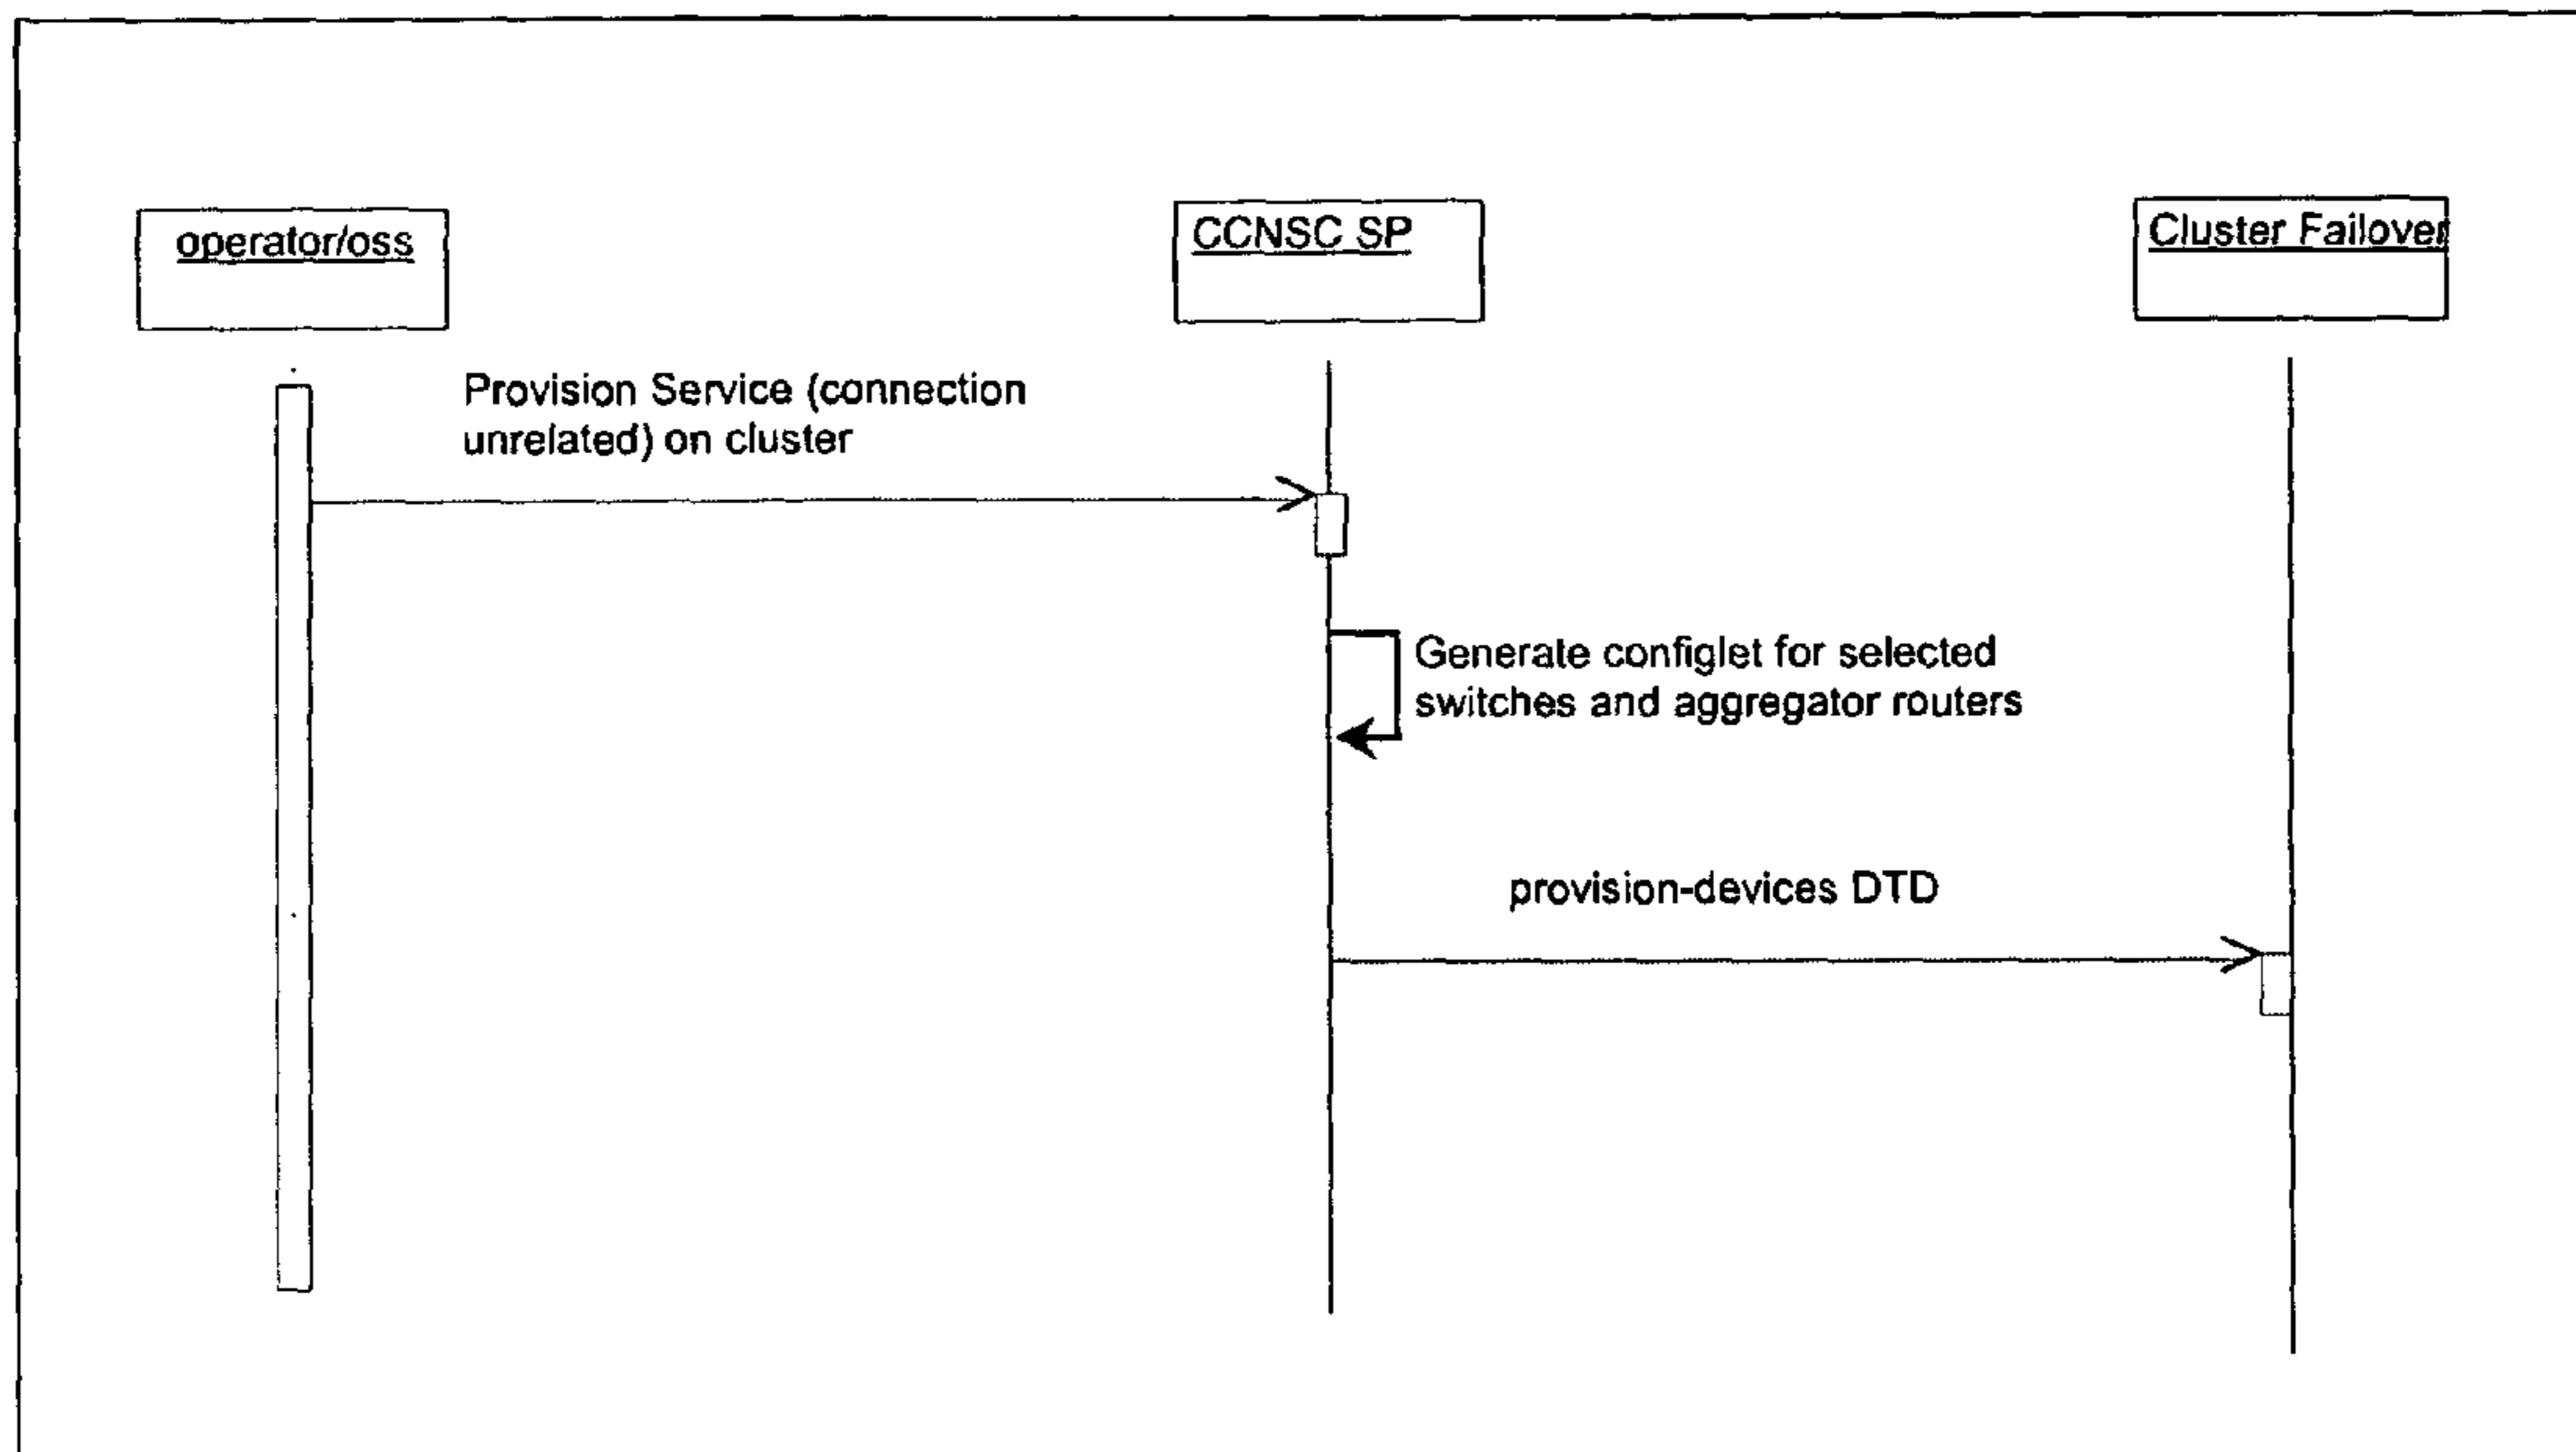 operator/oss
CCNSC SP
Cluster Failover
Provision Service (connection
unrelated) on cluster
Generate configlet for selected
switches and aggregator routers
provision-devices DTD